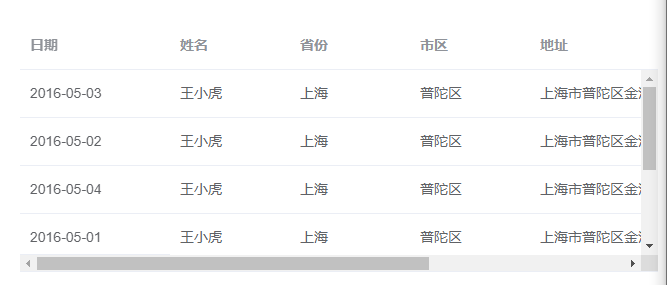 日期 姓名 省份 市区 地址
2016-05-03 王小虎 上海 普陀区 上海市普陀区金
2016-05-02 王小虎 上海 普陀区 上海市普陀区金
2016-05-04 王小虎 上海 普陀区 上海市普陀区金
2016-05-01 王小虎 上海 普陀区 上海市普陀区金